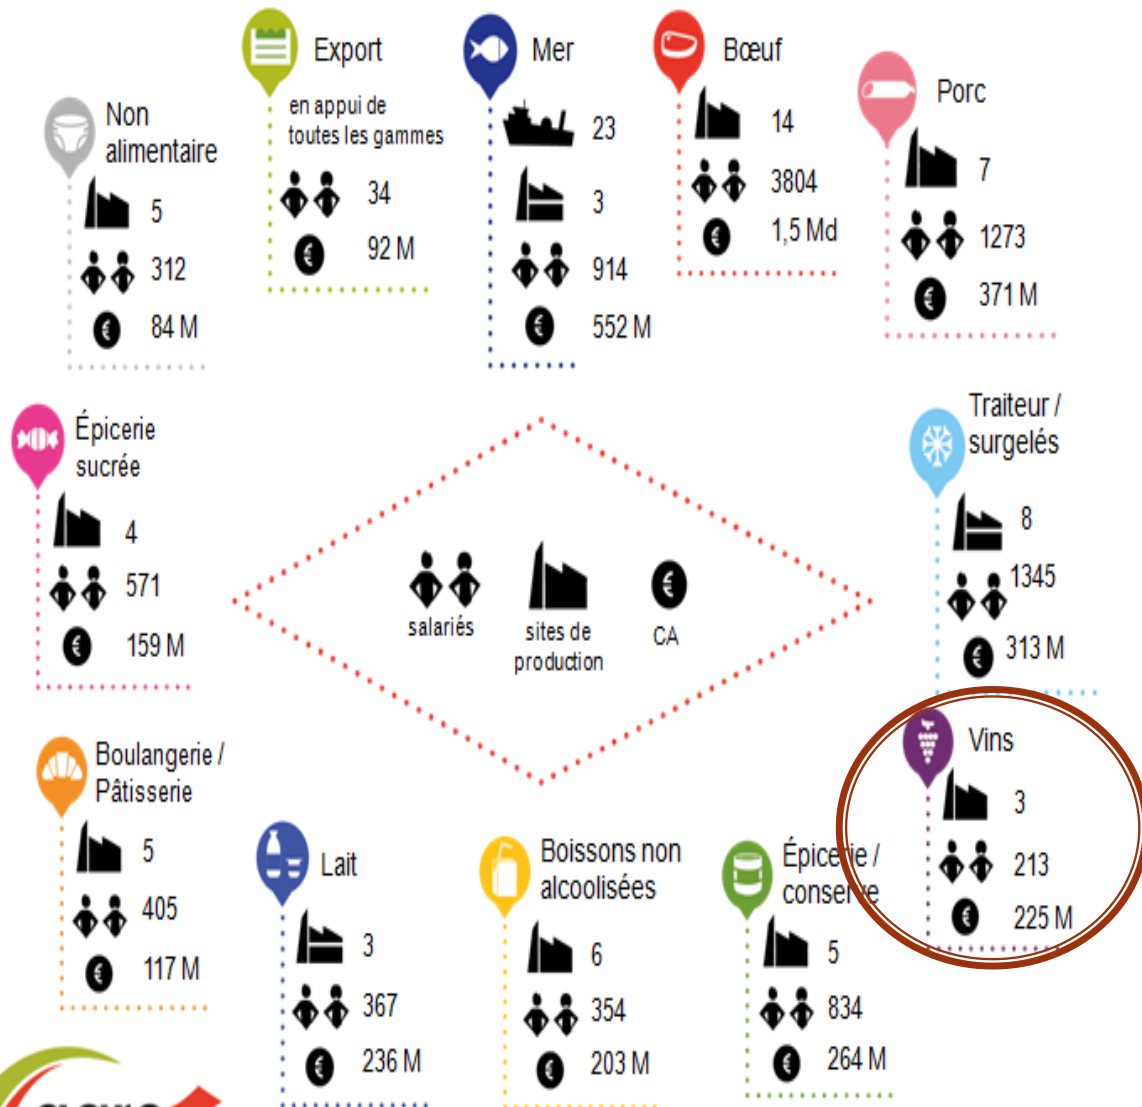 Export
en appui de
toutes les gammes
34
92 M
Mer
23
3
914
552 M
Bœuf
14
3804
1,5 Md
Porc
7
1273
371 M
Non
alimentaire
5
312
84 M
Épicerie
sucrée
4
571
159 M
salariés
sites de
production
CA
Traiteur /
surgelés
8
1345
313 M
Boulangerie /
Pâtisserie
5
405
117 M
Lait
3
367
236 M
Boissons non
alcoolisées
6
354
203 M
Épicerie /
conserve
5
834
264 M
Vins
3
213
225 M